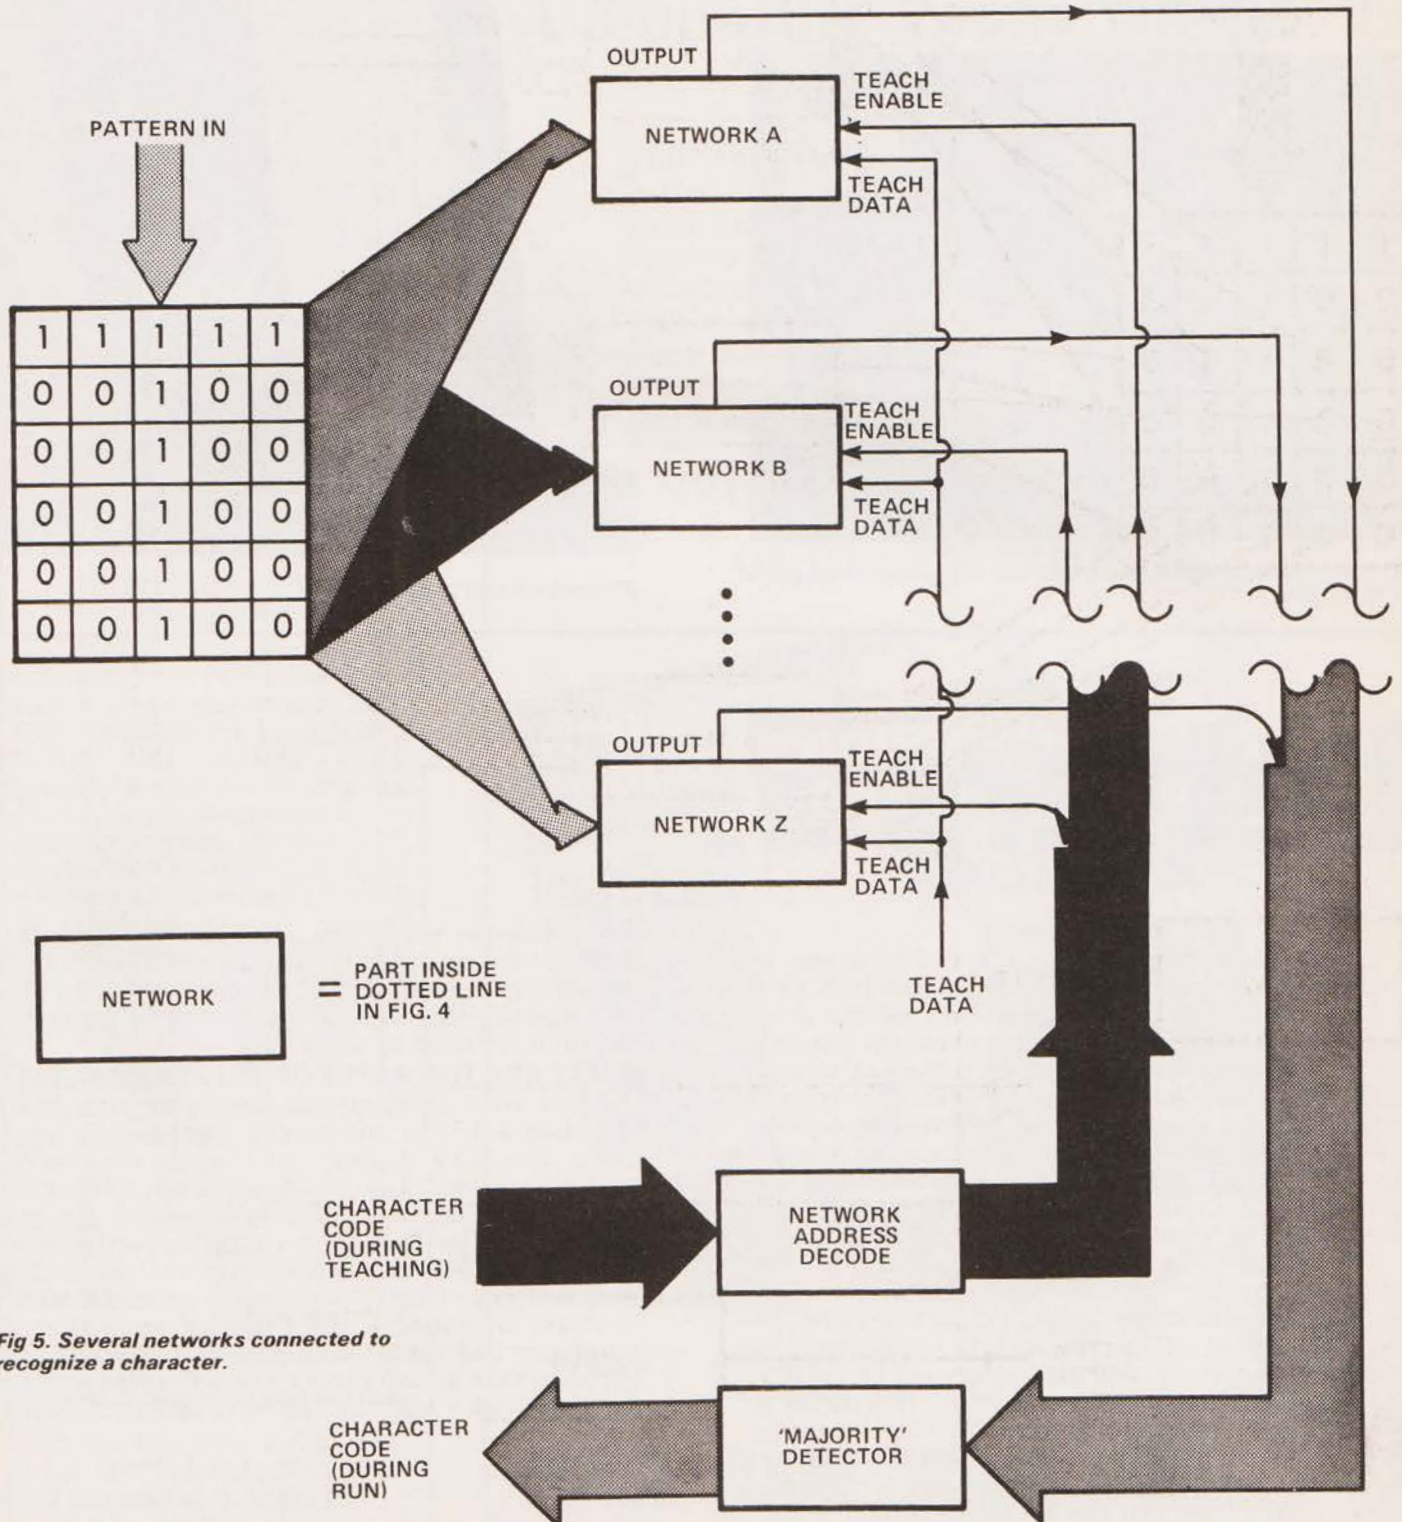 OUTPUT
TEACH
ENABLE
PATTERN IN
NETWORK A
TEACH
DATA
1 1 1 1 1
0 0 1 0 0
0 0 1 0 0
0 0 1 0 0
0 0 1 0 0
0 0 1 0 0
OUTPUT
TEACH
ENABLE
NETWORK B
TEACH
DATA
OUTPUT
TEACH
ENABLE
NETWORK Z
TEACH
DATA
TEACH
DATA
NETWORK
= PART INSIDE
DOTTED LINE
IN FIG. 4
CHARACTER
CODE
(DURING
TEACHING)
NETWORK
ADDRESS
DECODE
Fig 5. Several networks connected to
recognize a character.
CHARACTER
CODE
(DURING
RUN)
'MAJORITY'
DETECTOR